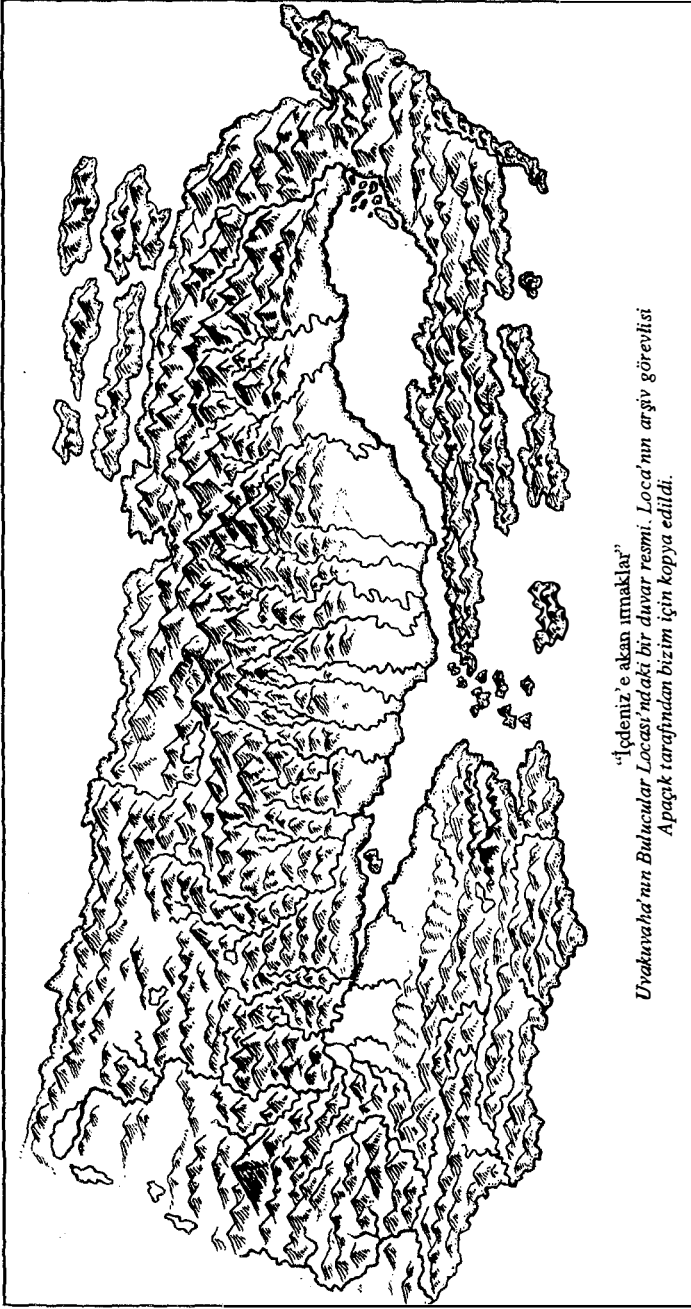 “İçdeniz’e akan ırmaklar”
Uvakuvaha’nın Bulucular Locası’ndaki bir duvar resmi. Loca’nın arşiv görevlisi
Apaçık tarafından bizim için kopya edildi.